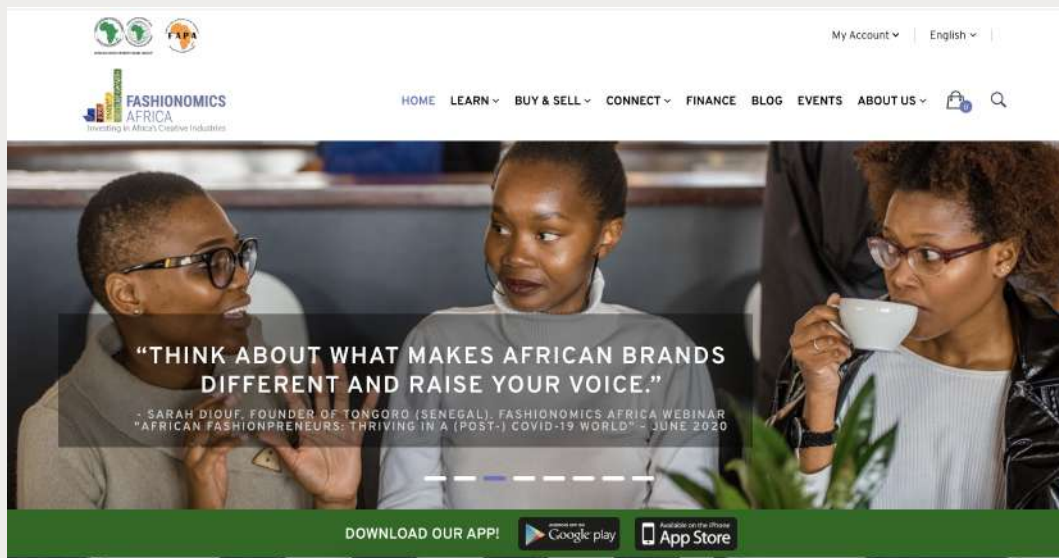 FAPA
My Account
English
FASHIONOMICS
AFRICA
Investing in Africa's Creative Industries
HOME LEARN BUY & SELL CONNECT FINANCE BLOG EVENTS ABOUT US 0
“THINK ABOUT WHAT MAKES AFRICAN BRANDS
DIFFERENT AND RAISE YOUR VOICE.”
- SARAH DIOUF, FOUNDER OF TONGORO (SENEGAL). FASHIONOMICS AFRICA WEBINAR
"AFRICAN FASHIONPRENEURS: THRIVING IN A (POST-) COVID-19 WORLD" – JUNE 2020
DOWNLOAD OUR APP!
Google play
Available on the iPhone
App Store